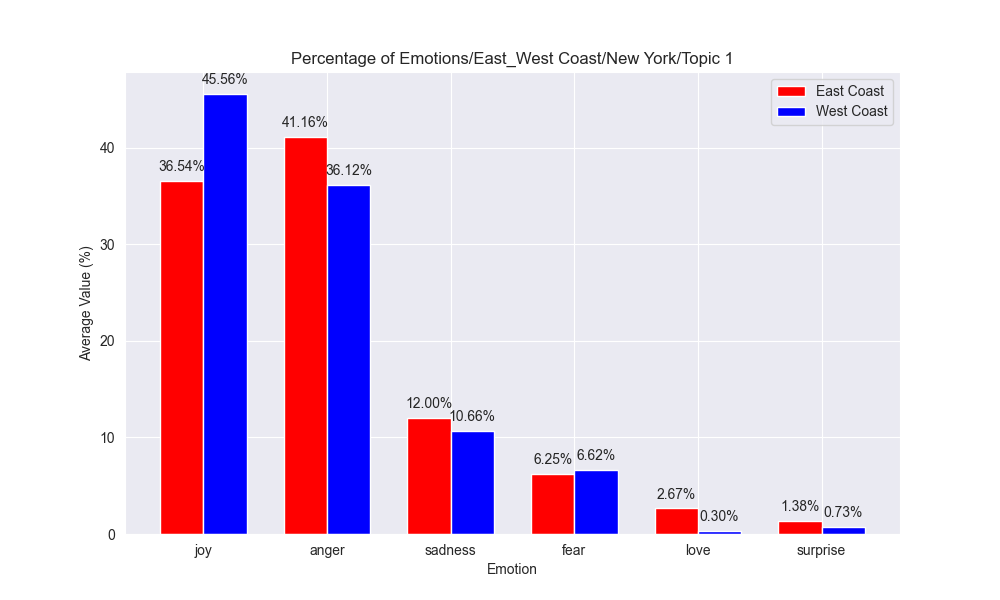 Percentage of Emotions/East_West Coast/New York/Topic 1
East Coast
West Coast
45.56%
36.54%
41.16%
36.12%
12.00%
10.66%
6.25%
6.62%
2.67%
0.30%
1.38%
0.73%
Average Value (%)
40
30
20
10
0
joy
anger
sadness
fear
love
surprise
Emotion